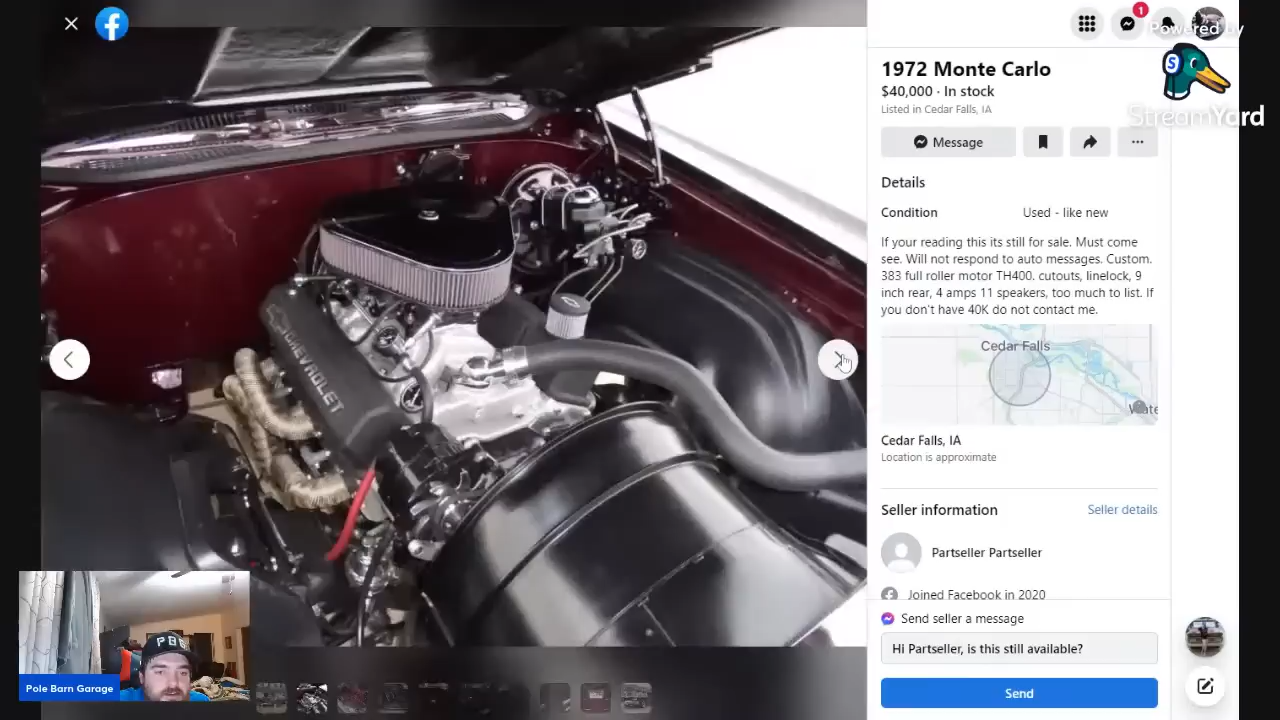 1972 Monte Carlo
$40,000 · In stock
Listed in Cedar Falls, IA
Message
Details
Condition Used - like new
If your reading this its still for sale. Must come
see. Will not respond to auto messages. Custom.
383 full roller motor TH400. cutouts, linelock, 9
inch rear, 4 amps 11 speakers, too much to list. If
you don't have 40K do not contact me.
Cedar Falls
Cedar Falls, IA
Location is approximate
Seller information Seller details
Partseller Partseller
Joined Facebook in 2020
Send seller a message
Hi Partseller, is this still available?
Send
1
Powered by
S
StreamYard
CHEVROLET
PBG
Pole Barn Garage